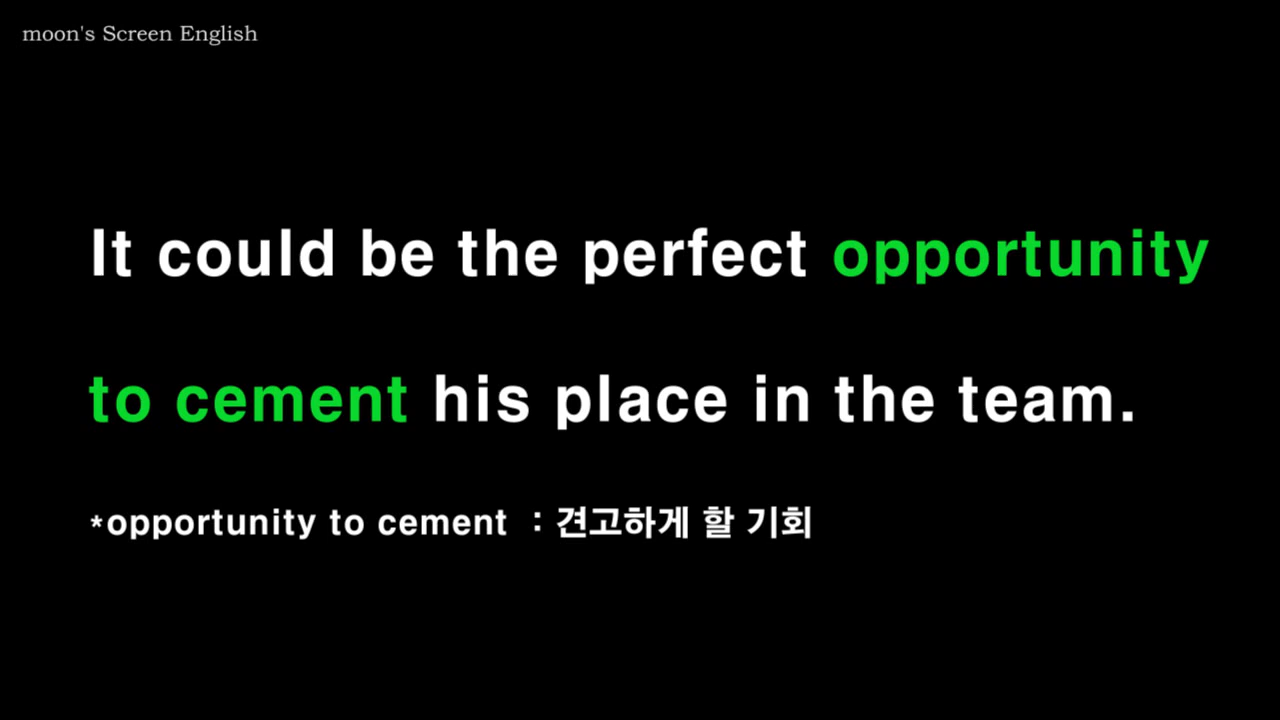 moon's Screen English
It could be the perfect opportunity
to cement his place in the team.
*opportunity to cement : 견고하게 할 기회